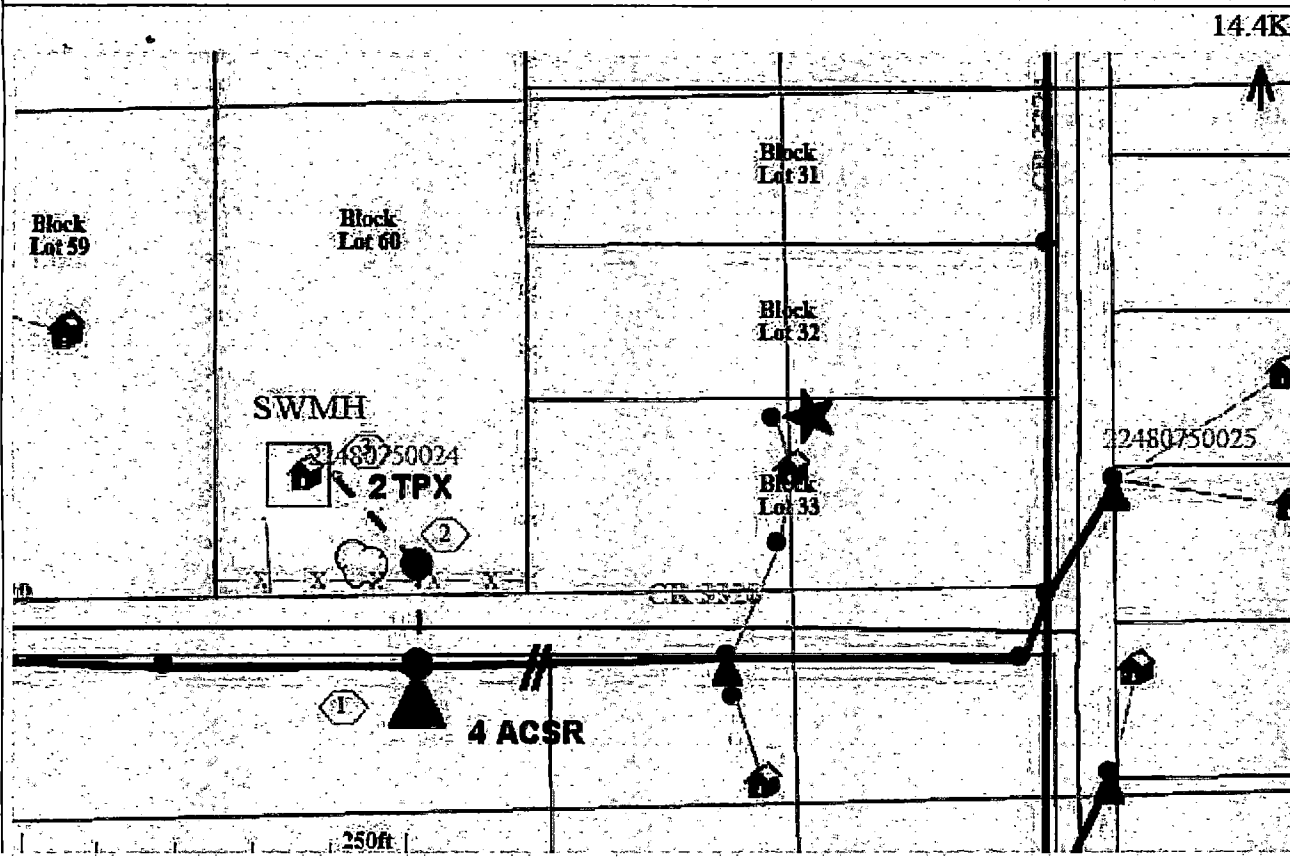 14.4K
Block
Lot 31
Block
Lot 59
Block
Lot 60
Block
Lot 32
SWMH
3
22480750024
2 TPX
22480750025
Block
Lot 33
2
X X X X
1
4 ACSR
250ft